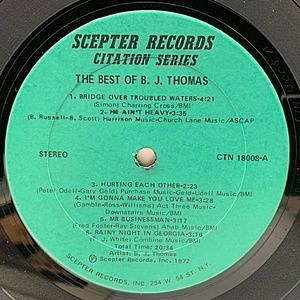 SCEPTER RECORDS
CITATION SERIES
THE BEST OF B. J. THOMAS
1. BRIDGE OVER TROUBLED WATERS-4:21
(Simon) Charring Cross/BMI
2. HE AIN'T HEAVY-3:35
(B. Russell-B. Scott) Harrison Music-Church Lane Music/ASCAP
STEREO
CTN 18008-A
3. HURTING EACH OTHER-2:23
(Peter Udell-Gary Geld) Purchase Music-Geld-Udell Music/BMI
4. I'M GONNA MAKE YOU LOVE ME-3:28
(Gamble-Ross-Williams) Act Three Music-
Downstairs Music/BMI
5. MR BUSINESSMAN-3:17
(Fred Foster-Ray Stevens) Ahab Music/BMI
6. RAINY NIGHT IN GEORGIA-3:19
(T. J. White) Combine Music/BMI
Total Time: 20:34
Artist: B. J. Thomas
© Scepter Records, Inc. 1972
SCEPTER RECORDS, INC. 254 W. 54 ST. N.Y.